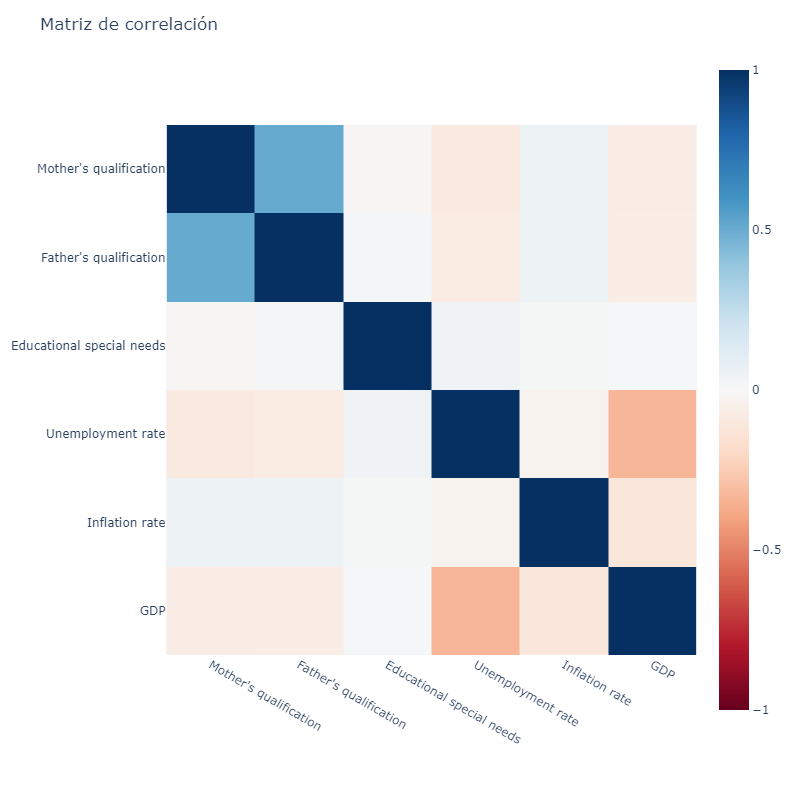 Matriz de correlación
Mother's qualification
Father's qualification
Educational special needs
Unemployment rate
Inflation rate
GDP
Mother's qualification
Father's qualification
Educational special needs
Unemployment rate
Inflation rate
GDP
1
0.5
0
−0.5
−1